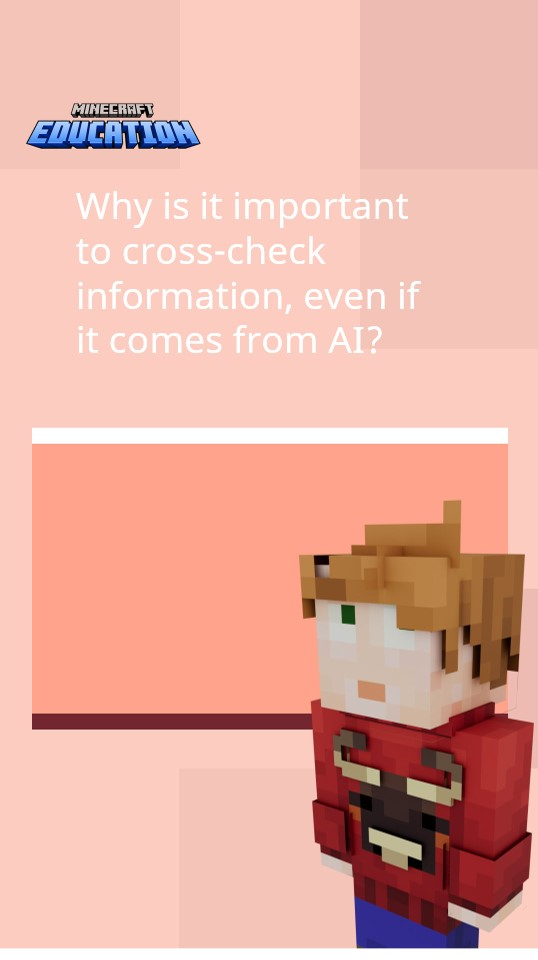 MINECRAFT
EDUCATION
Why is it important
to cross-check
information, even if
it comes from AI?